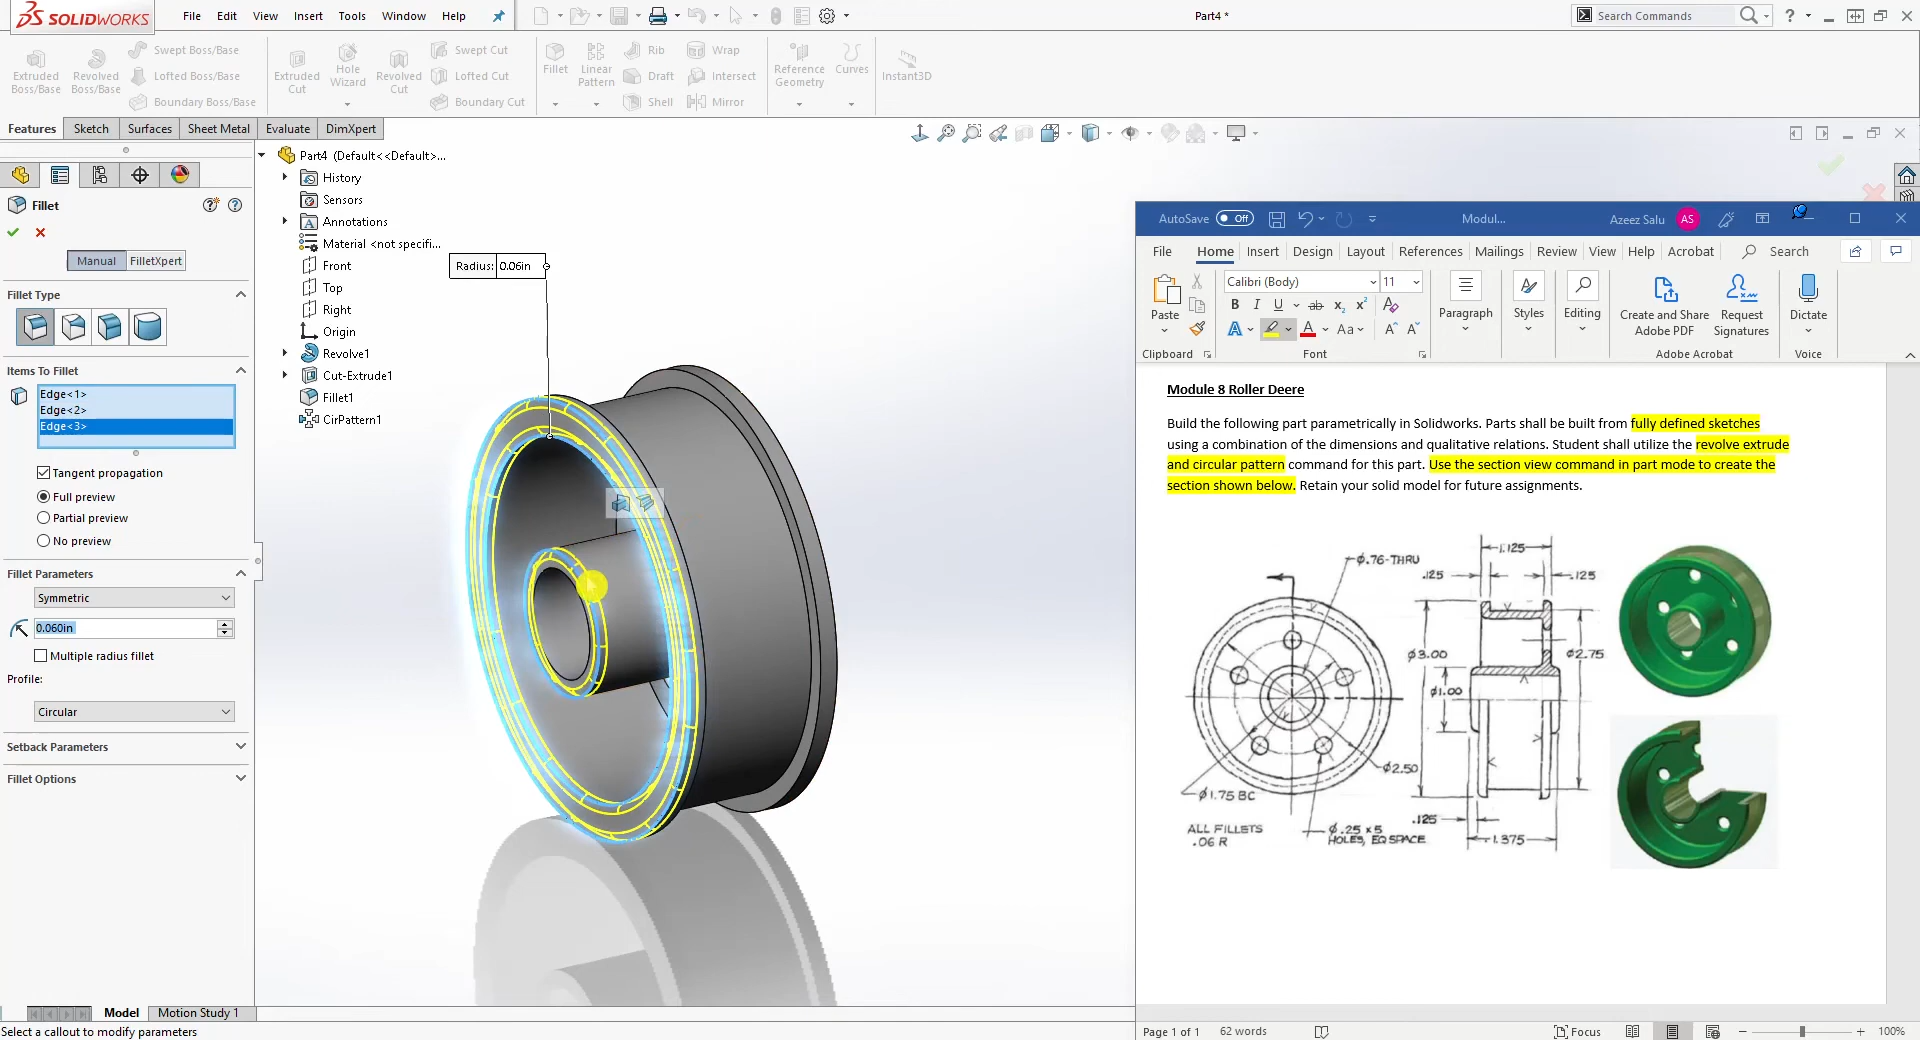 SOLIDWORKS
File Edit View Insert Tools Window Help
Part4 *
Search Commands
Extruded Boss/Base
Revolved Boss/Base
Swept Boss/Base
Lofted Boss/Base
Boundary Boss/Base
Extruded Cut
Hole Wizard
Revolved Cut
Swept Cut
Lofted Cut
Boundary Cut
Fillet
Linear Pattern
Rib
Draft
Shell
Wrap
Intersect
Mirror
Reference Geometry
Curves
Instant3D
Features Sketch Surfaces Sheet Metal Evaluate DimXpert
Fillet
Manual FilletXpert
Fillet Type
Items To Fillet
Edge<1>
Edge<2>
Edge<3>
Tangent propagation
Full preview
Partial preview
No preview
Fillet Parameters
Symmetric
0.060in
Multiple radius fillet
Profile:
Circular
Setback Parameters
Fillet Options
Part4 (Default<<Default>...
History
Sensors
Annotations
Material <not specifi...
Front
Top
Right
Origin
Revolve1
Cut-Extrude1
Fillet1
CirPattern1
Radius: 0.06in
Model Motion Study 1
Select a callout to modify parameters
AutoSave Off Modul... Azeez Salu AS
File Home Insert Design Layout References Mailings Review View Help Acrobat Search
Paste
Clipboard
Calibri (Body) 11
B I U ab x₂ x²
A A Aa A A
Font
Paragraph
Styles
Editing
Create and Share Adobe PDF
Request Signatures
Adobe Acrobat
Dictate
Voice
Module 8 Roller Deere
Build the following part parametrically in Solidworks. Parts shall be built from fully defined sketches
using a combination of the dimensions and qualitative relations. Student shall utilize the revolve extrude
and circular pattern command for this part. Use the section view command in part mode to create the
section shown below. Retain your solid model for future assignments.
1.125
Ø.76-THRU
.125
.125
Ø3.00
Ø2.75
Ø1.00
Ø2.50
Ø1.75 BC
.125
ALL FILLETS
.06 R
Ø.25 x 5
HOLES, EQ SPACE
1.375
Page 1 of 1 62 words Focus 100%